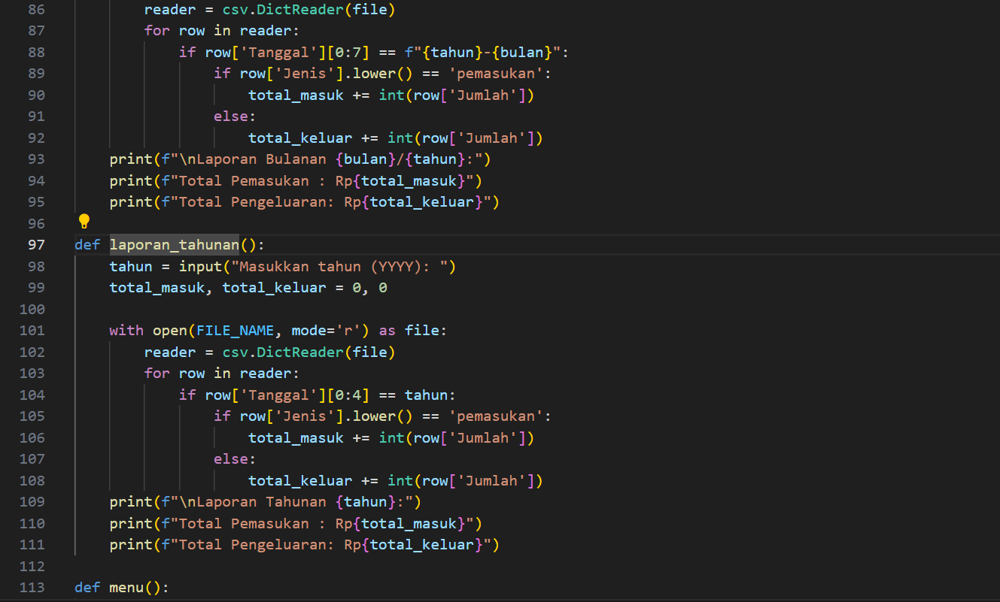 86 reader = csv.DictReader(file)
87 for row in reader:
88 if row['Tanggal'][0:7] == f"{tahun}-{bulan}":
89 if row['Jenis'].lower() == 'pemasukan':
90 total_masuk += int(row['Jumlah'])
91 else:
92 total_keluar += int(row['Jumlah'])
93 print(f"\nLaporan Bulanan {bulan}/{tahun}:")
94 print(f"Total Pemasukan : Rp{total_masuk}")
95 print(f"Total Pengeluaran: Rp{total_keluar}")
96
97 def laporan_tahunan():
98 tahun = input("Masukkan tahun (YYYY): ")
99 total_masuk, total_keluar = 0, 0
100
101 with open(FILE_NAME, mode='r') as file:
102 reader = csv.DictReader(file)
103 for row in reader:
104 if row['Tanggal'][0:4] == tahun:
105 if row['Jenis'].lower() == 'pemasukan':
106 total_masuk += int(row['Jumlah'])
107 else:
108 total_keluar += int(row['Jumlah'])
109 print(f"\nLaporan Tahunan {tahun}:")
110 print(f"Total Pemasukan : Rp{total_masuk}")
111 print(f"Total Pengeluaran: Rp{total_keluar}")
112
113 def menu():